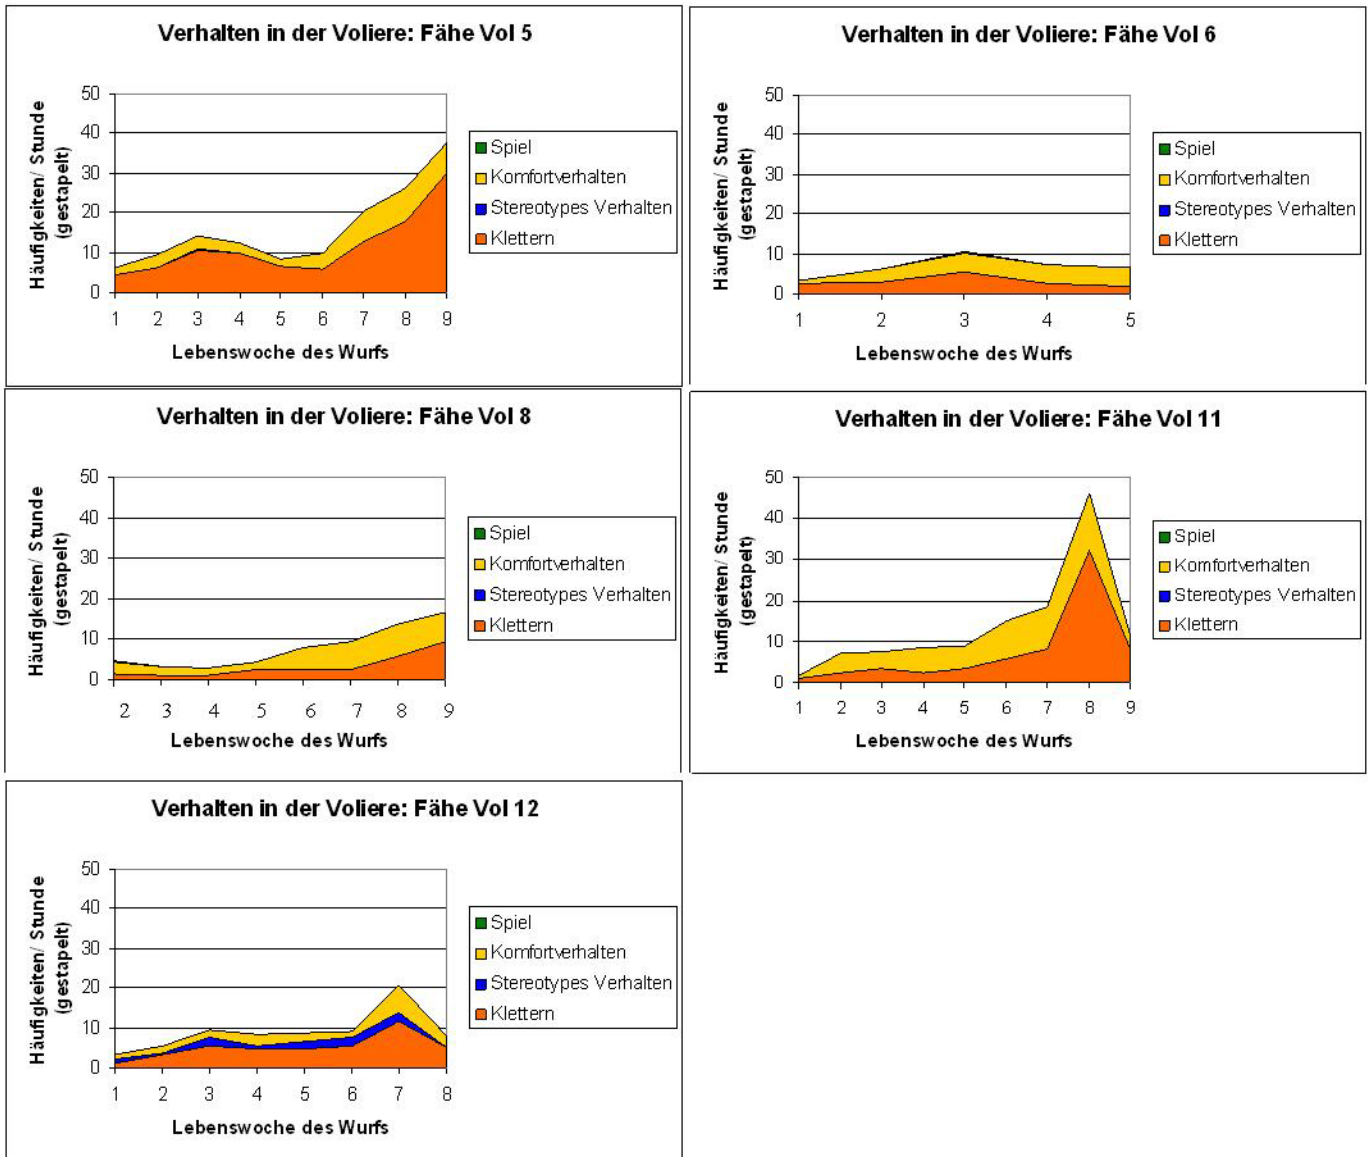 Verhalten in der Voliere: Fähe Vol 5
Häufigkeiten/ Stunde
(gestapelt)
50
40
30
20
10
0
1 2 3 4 5 6 7 8 9
Lebenswoche des Wurfs
Spiel
Komfortverhalten
Stereotypes Verhalten
Klettern
Verhalten in der Voliere: Fähe Vol 6
Häufigkeiten/ Stunde
(gestapelt)
50
40
30
20
10
0
1 2 3 4 5
Lebenswoche des Wurfs
Spiel
Komfortverhalten
Stereotypes Verhalten
Klettern
Verhalten in der Voliere: Fähe Vol 8
Häufigkeiten/ Stunde
(gestapelt)
50
40
30
20
10
0
2 3 4 5 6 7 8 9
Lebenswoche des Wurfs
Spiel
Komfortverhalten
Stereotypes Verhalten
Klettern
Verhalten in der Voliere: Fähe Vol 11
Häufigkeiten/ Stunde
(gestapelt)
50
40
30
20
10
0
1 2 3 4 5 6 7 8 9
Lebenswoche des Wurfs
Spiel
Komfortverhalten
Stereotypes Verhalten
Klettern
Verhalten in der Voliere: Fähe Vol 12
Häufigkeiten/ Stunde
(gestapelt)
50
40
30
20
10
0
1 2 3 4 5 6 7 8
Lebenswoche des Wurfs
Spiel
Komfortverhalten
Stereotypes Verhalten
Klettern